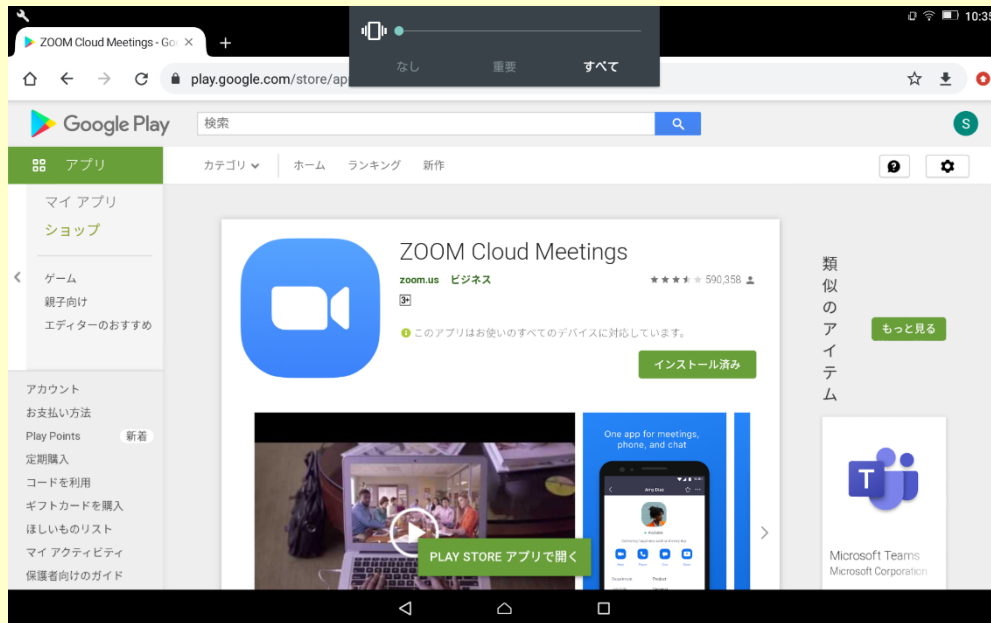 10:35
ZOOM Cloud Meetings - Goo
play.google.com/store/ap
なし 重要 すべて
Google Play
検索
S
アプリ
カテゴリ ホーム ランキング 新作
マイ アプリ
ショップ
ゲーム
親子向け
エディターのおすすめ
アカウント
お支払い方法
Play Points 新着
定期購入
コードを利用
ギフトカードを購入
ほしいものリスト
マイ アクティビティ
保護者向けのガイド
ZOOM Cloud Meetings
zoom.us ビジネス
590,358
3+
このアプリはお使いのすべてのデバイスに対応しています。
インストール済み
One app for meetings,
phone, and chat
PLAY STORE アプリで開く
類似のアイテム
もっと見る
T
Microsoft Teams
Microsoft Corporation